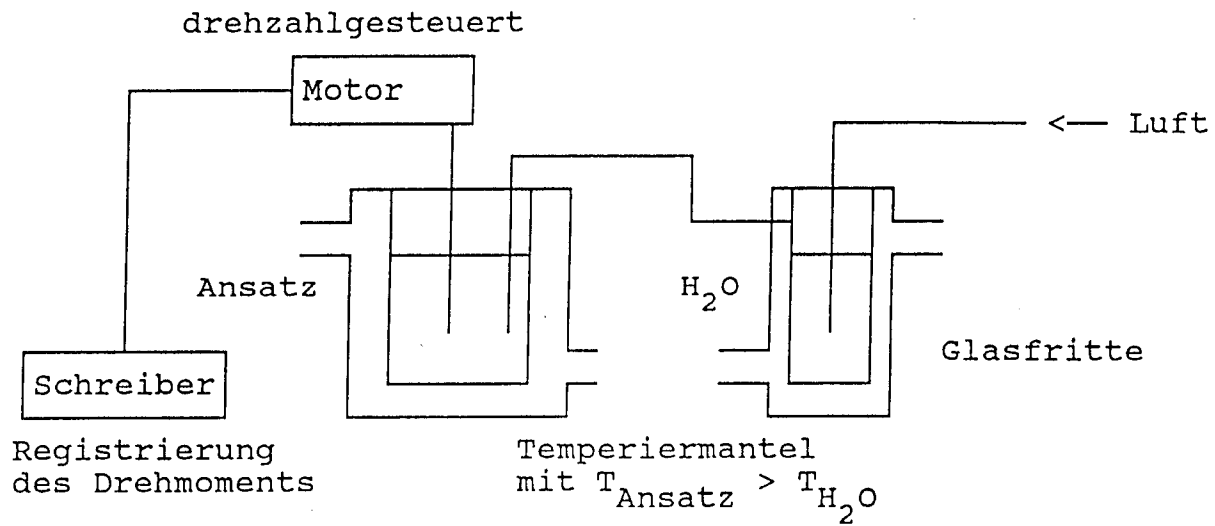 drehzahlgesteuert
Motor
<— Luft
Ansatz
H2O
Glasfritte
Schreiber
Registrierung
des Drehmoments
Temperiermantel
mit TAnsatz > TH2O